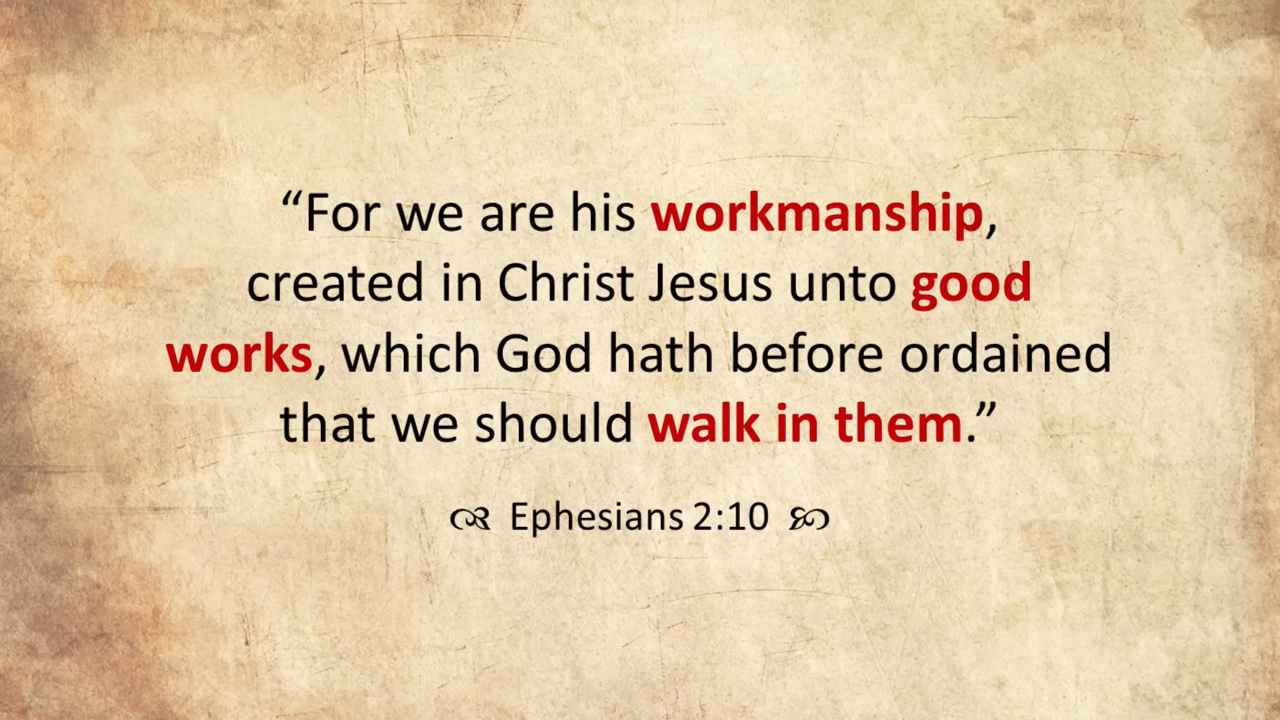 “For we are his workmanship,
created in Christ Jesus unto good
works, which God hath before ordained
that we should walk in them.”
Ephesians 2:10